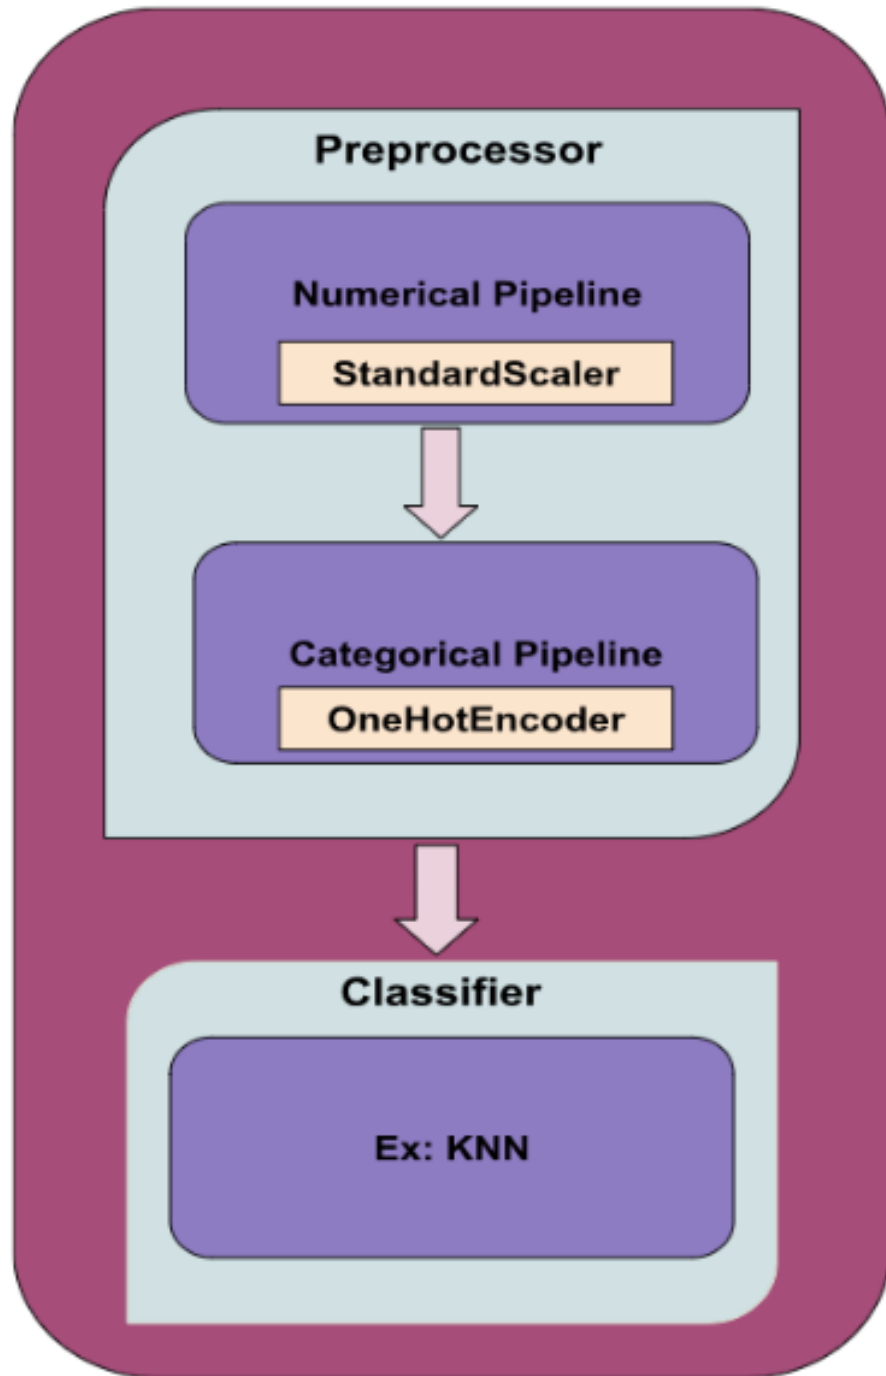 Preprocessor
Numerical Pipeline
StandardScaler
Categorical Pipeline
OneHotEncoder
Classifier
Ex: KNN